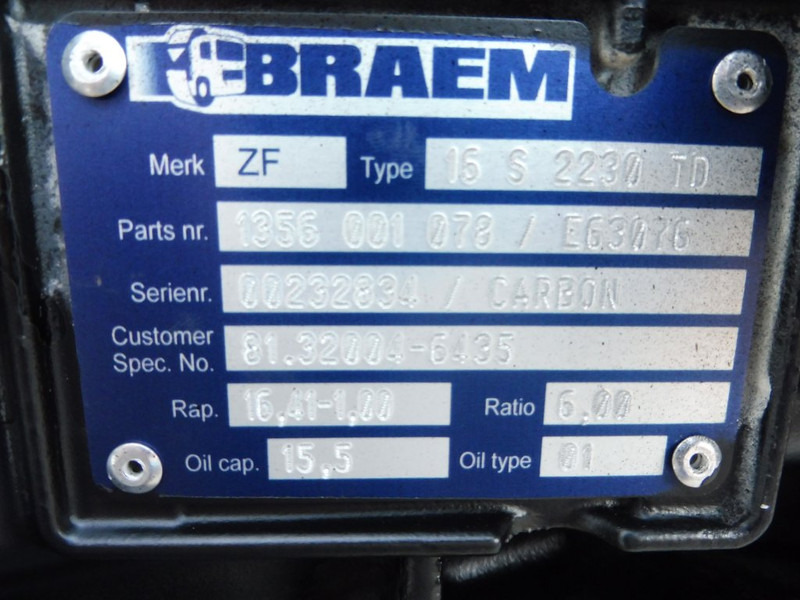 BRAEM
Merk ZF Type 16 S 2230 TD
Parts nr. 1356 001 078 / EG3076
Serienr. 00232834 / CARBON
Customer
Spec. No. 81.32004-6435
Rap. 16,41-1,00 Ratio 6,00
Oil cap. 15,5 Oil type 01